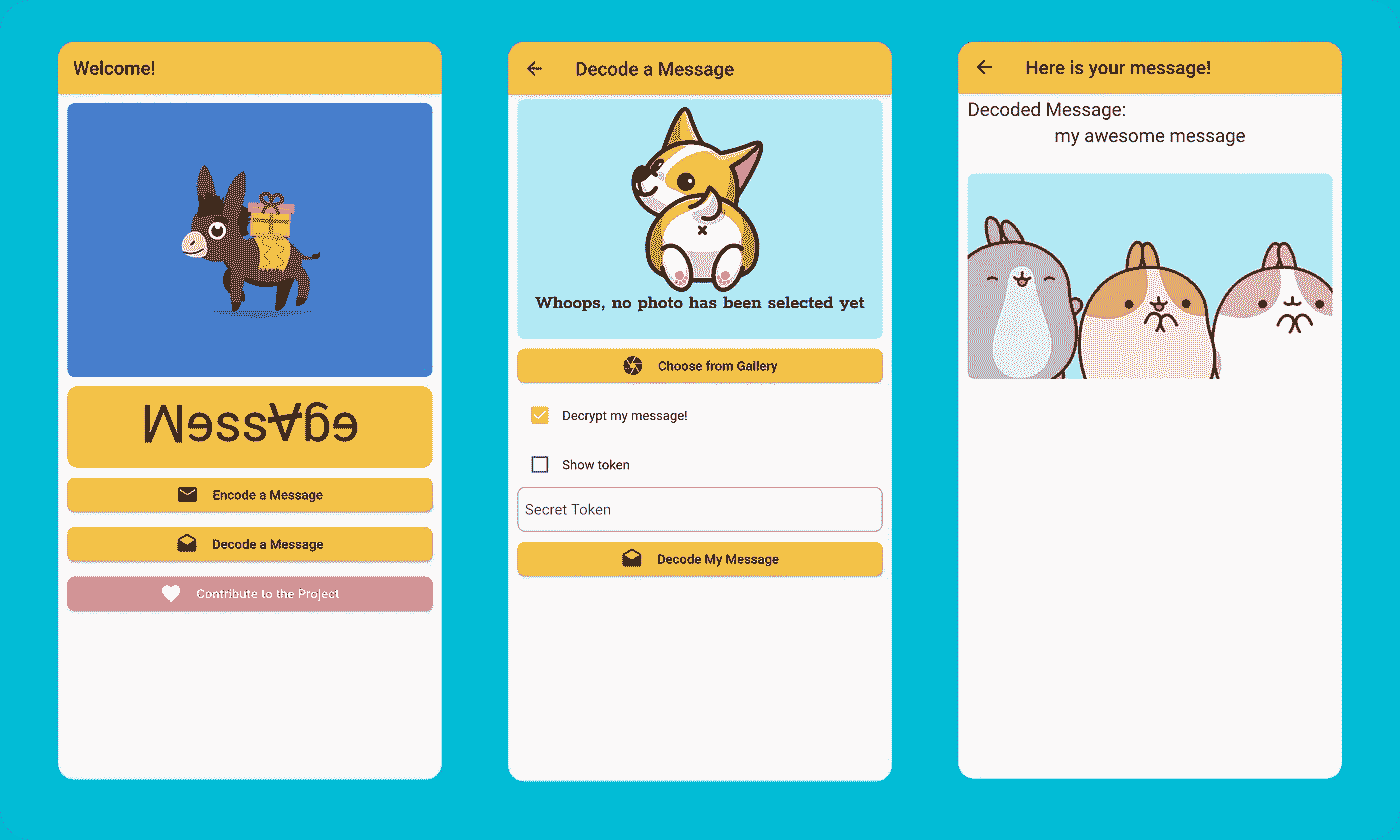 Welcome!
MessAge
Encode a Message
Decode a Message
Contribute to the Project
Decode a Message
Whoops, no photo has been selected yet
Choose from Gallery
Decrypt my message!
Show token
Secret Token
Decode My Message
Here is your message!
Decoded Message:
my awesome message